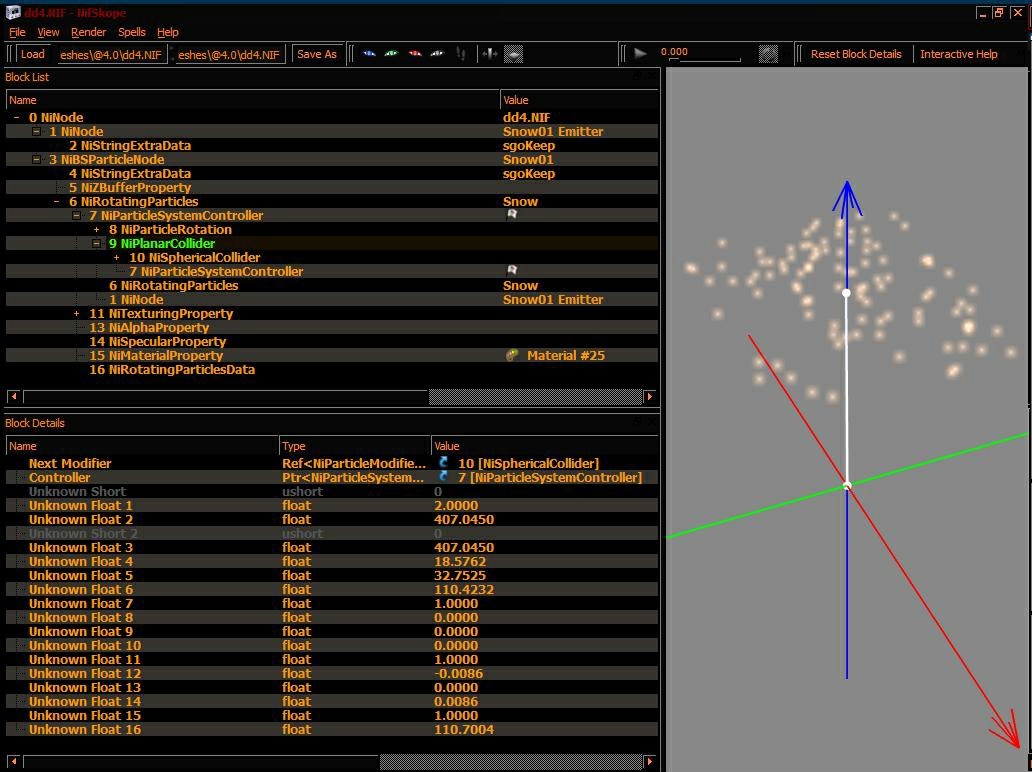 dd4.NIF - NifSkope
File View Render Spells Help
Load eshes\@4.0\dd4.NIF eshes\@4.0\dd4.NIF Save As 0.000 Reset Block Details Interactive Help
Block List
Name Value
0 NiNode dd4.NIF
1 NiNode Snow01 Emitter
2 NiStringExtraData sgoKeep
3 NiBSParticleNode Snow01
4 NiStringExtraData sgoKeep
5 NiZBufferProperty
6 NiRotatingParticles Snow
7 NiParticleSystemController
8 NiParticleRotation
9 NiPlanarCollider
10 NiSphericalCollider
7 NiParticleSystemController
6 NiRotatingParticles Snow
1 NiNode Snow01 Emitter
11 NiTexturingProperty
13 NiAlphaProperty
14 NiSpecularProperty
15 NiMaterialProperty Material #25
16 NiRotatingParticlesData
Block Details
Name Type Value
Next Modifier Ref<NiParticleModifie... 10 [NiSphericalCollider]
Controller Ptr<NiParticleSystem... 7 [NiParticleSystemController]
Unknown Short ushort 0
Unknown Float 1 float 2.0000
Unknown Float 2 float 407.0450
Unknown Short 2 ushort 0
Unknown Float 3 float 407.0450
Unknown Float 4 float 18.5762
Unknown Float 5 float 32.7525
Unknown Float 6 float 110.4232
Unknown Float 7 float 1.0000
Unknown Float 8 float 0.0000
Unknown Float 9 float 0.0000
Unknown Float 10 float 0.0000
Unknown Float 11 float 1.0000
Unknown Float 12 float -0.0086
Unknown Float 13 float 0.0000
Unknown Float 14 float 0.0086
Unknown Float 15 float 1.0000
Unknown Float 16 float 110.7004